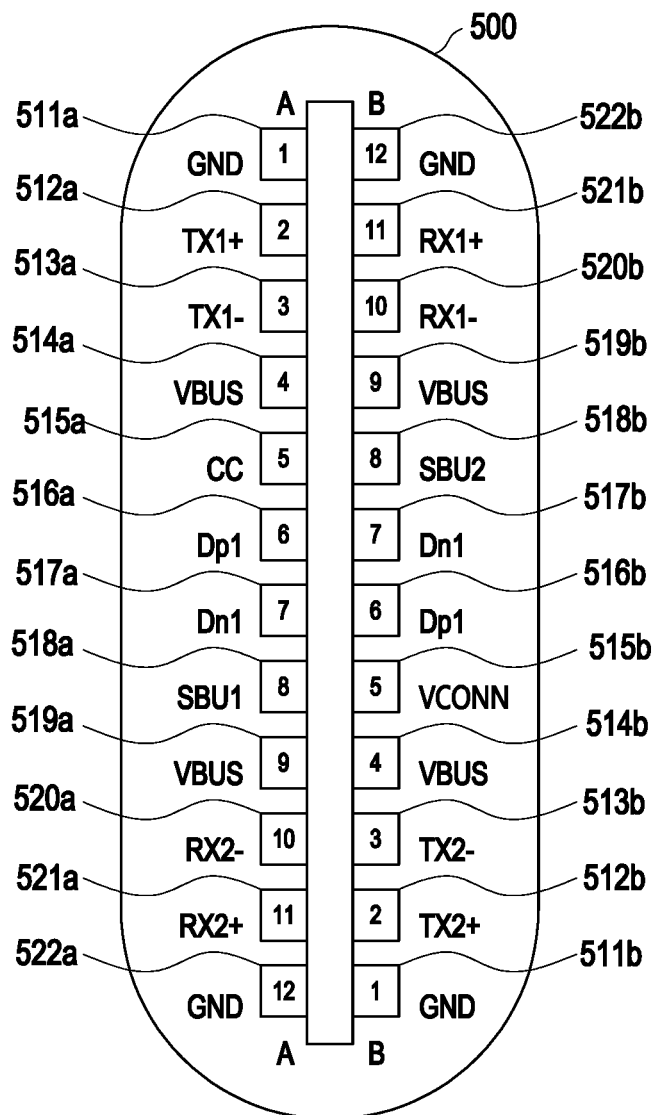 500
A B
511a 1 12 522b
GND GND
512a 2 11 521b
TX1+ RX1+
513a 3 10 520b
TX1- RX1-
514a 4 9 519b
VBUS VBUS
515a 5 8 518b
CC SBU2
516a 6 7 517b
Dp1 Dn1
517a 7 6 516b
Dn1 Dp1
518a 8 5 515b
SBU1 VCONN
519a 9 4 514b
VBUS VBUS
520a 10 3 513b
RX2- TX2-
521a 11 2 512b
RX2+ TX2+
522a 12 1 511b
GND GND
A B